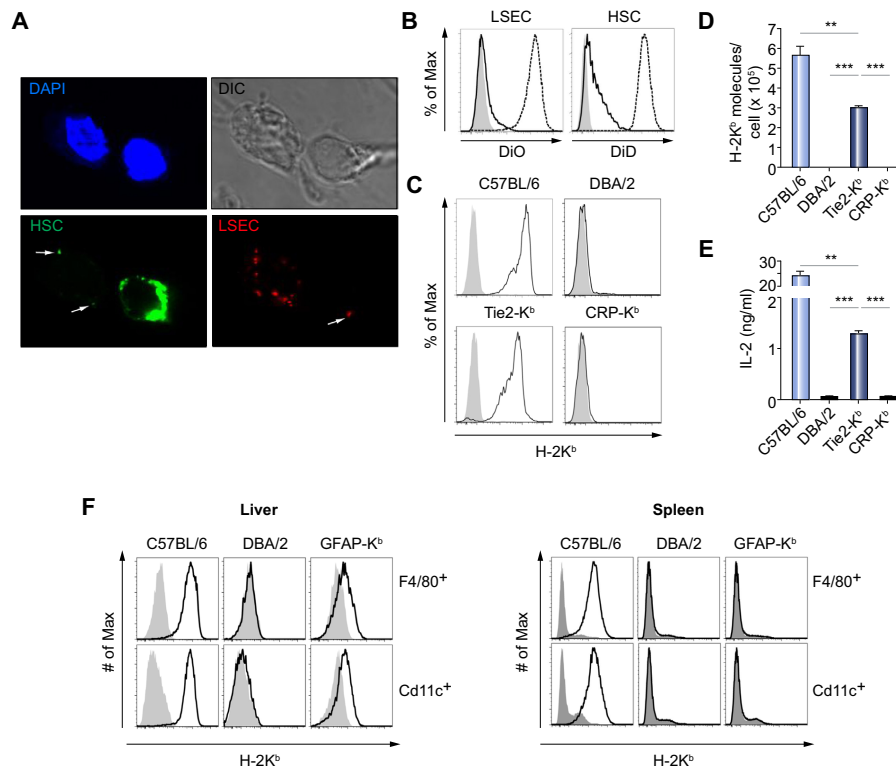 A
DAPI
DIC
HSC
LSEC
B
LSEC
HSC
% of Max
DiO
DiD
C
C57BL/6
DBA/2
Tie2-Kᵇ
CRP-Kᵇ
% of Max
H-2Kᵇ
D
H-2Kᵇ molecules/
cell (x 10⁵)
7
6
5
4
3
2
1
0
**
***
***
C57BL/6
DBA/2
Tie2-Kᵇ
CRP-Kᵇ
E
IL-2 (ng/ml)
30
20
2
1
0
**
***
***
C57BL/6
DBA/2
Tie2-Kᵇ
CRP-Kᵇ
F
Liver
C57BL/6
DBA/2
GFAP-Kᵇ
F4/80⁺
Cd11c⁺
# of Max
H-2Kᵇ
Spleen
C57BL/6
DBA/2
GFAP-Kᵇ
F4/80⁺
Cd11c⁺
# of Max
H-2Kᵇ